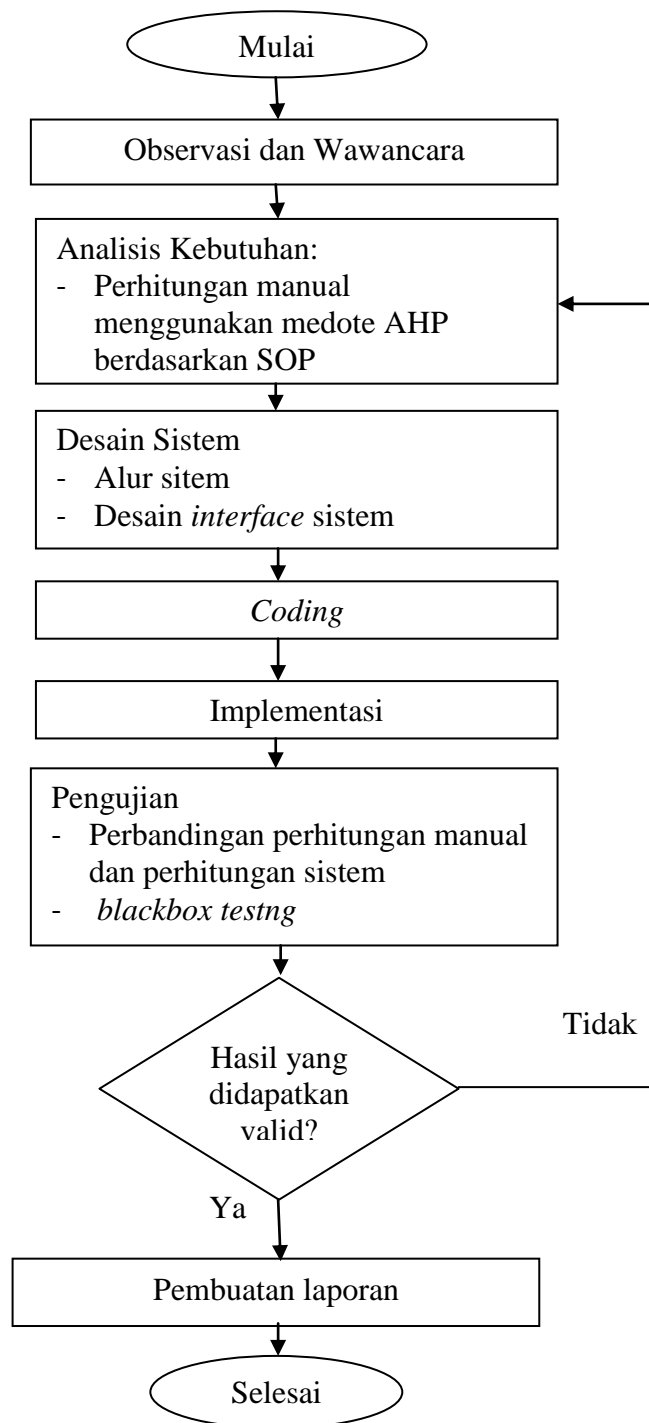 Mulai
Observasi dan Wawancara
Analisis Kebutuhan:
- Perhitungan manual
menggunakan medote AHP
berdasarkan SOP
Desain Sistem
- Alur sitem
- Desain interface sistem
Coding
Implementasi
Pengujian
- Perbandingan perhitungan manual
dan perhitungan sistem
- blackbox testng
Tidak
Hasil yang
didapatkan
valid?
Ya
Pembuatan laporan
Selesai